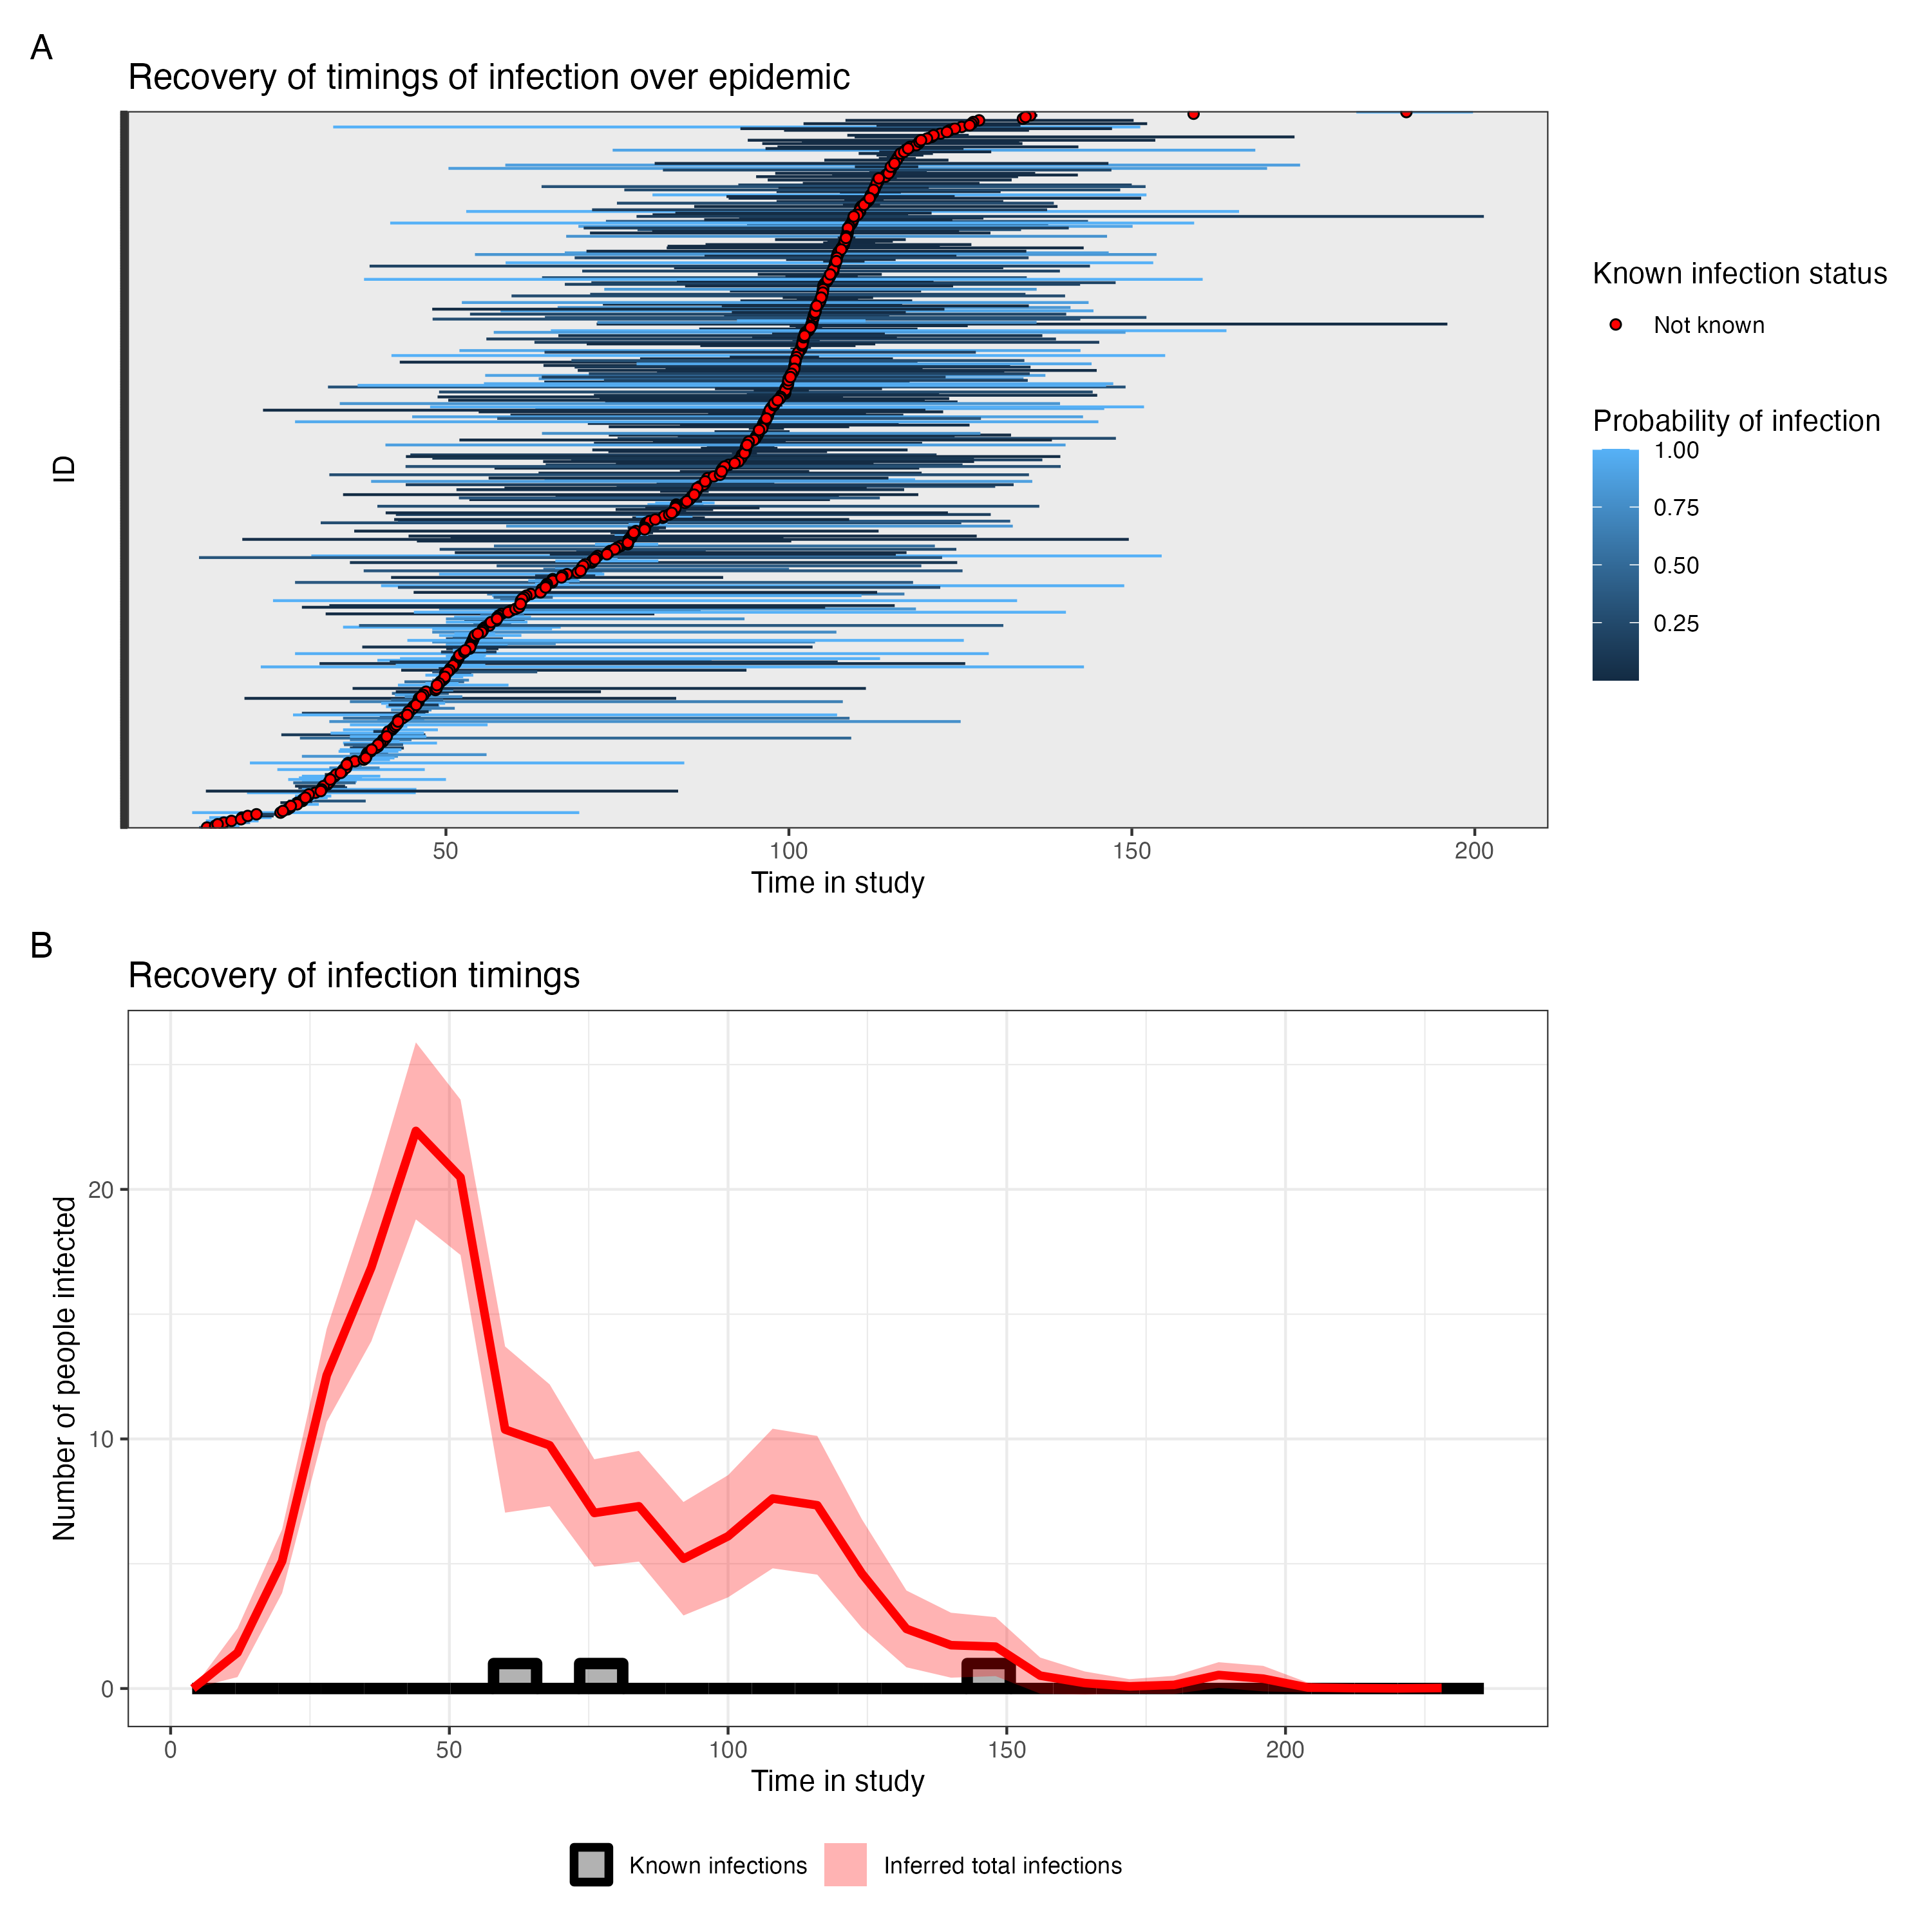 A
Recovery of timings of infection over epidemic
ID
50 100 150 200
Time in study
Known infection status
Not known
Probability of infection
1.00
0.75
0.50
0.25
B
Recovery of infection timings
Number of people infected
20
10
0
0 50 100 150 200
Time in study
Known infections Inferred total infections